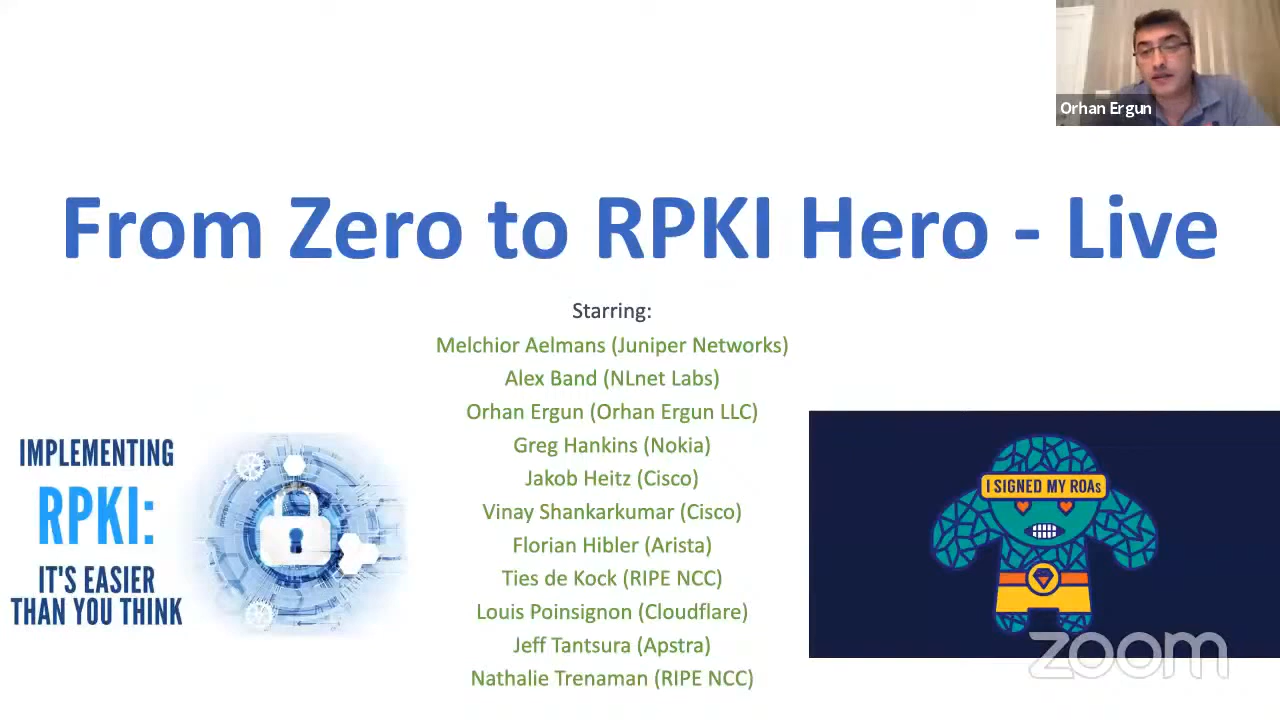 Orhan Ergun
From Zero to RPKI Hero - Live
Starring:
Melchior Aelmans (Juniper Networks)
Alex Band (NLnet Labs)
Orhan Ergun (Orhan Ergun LLC)
Greg Hankins (Nokia)
Jakob Heitz (Cisco)
Vinay Shankarkumar (Cisco)
Florian Hibler (Arista)
Ties de Kock (RIPE NCC)
Louis Poinsignon (Cloudflare)
Jeff Tantsura (Apstra)
Nathalie Trenaman (RIPE NCC)
IMPLEMENTING
RPKI:
IT'S EASIER
THAN YOU THINK
I SIGNED MY ROAs
zoom